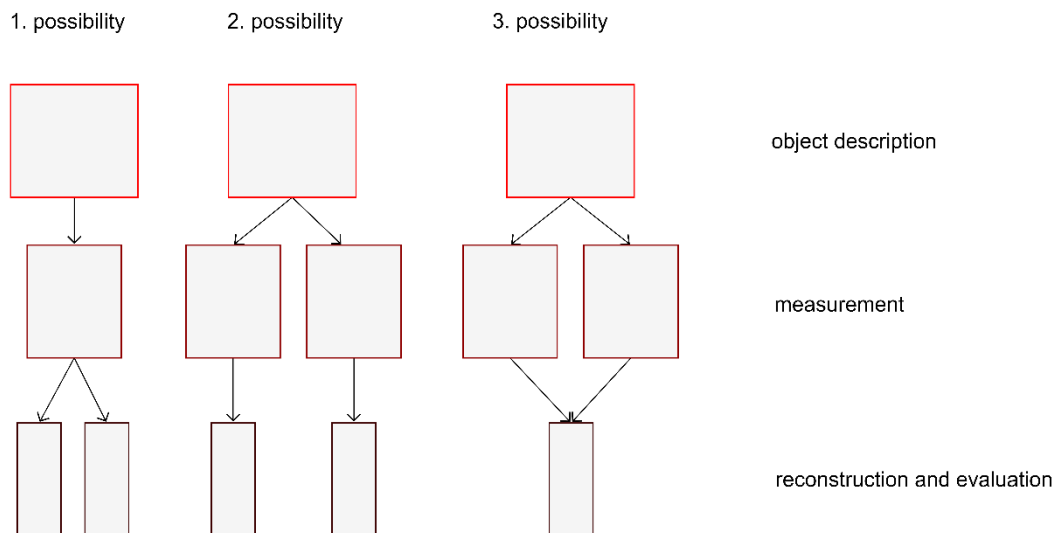 1. possibility
2. possibility
3. possibility
object description
measurement
reconstruction and evaluation